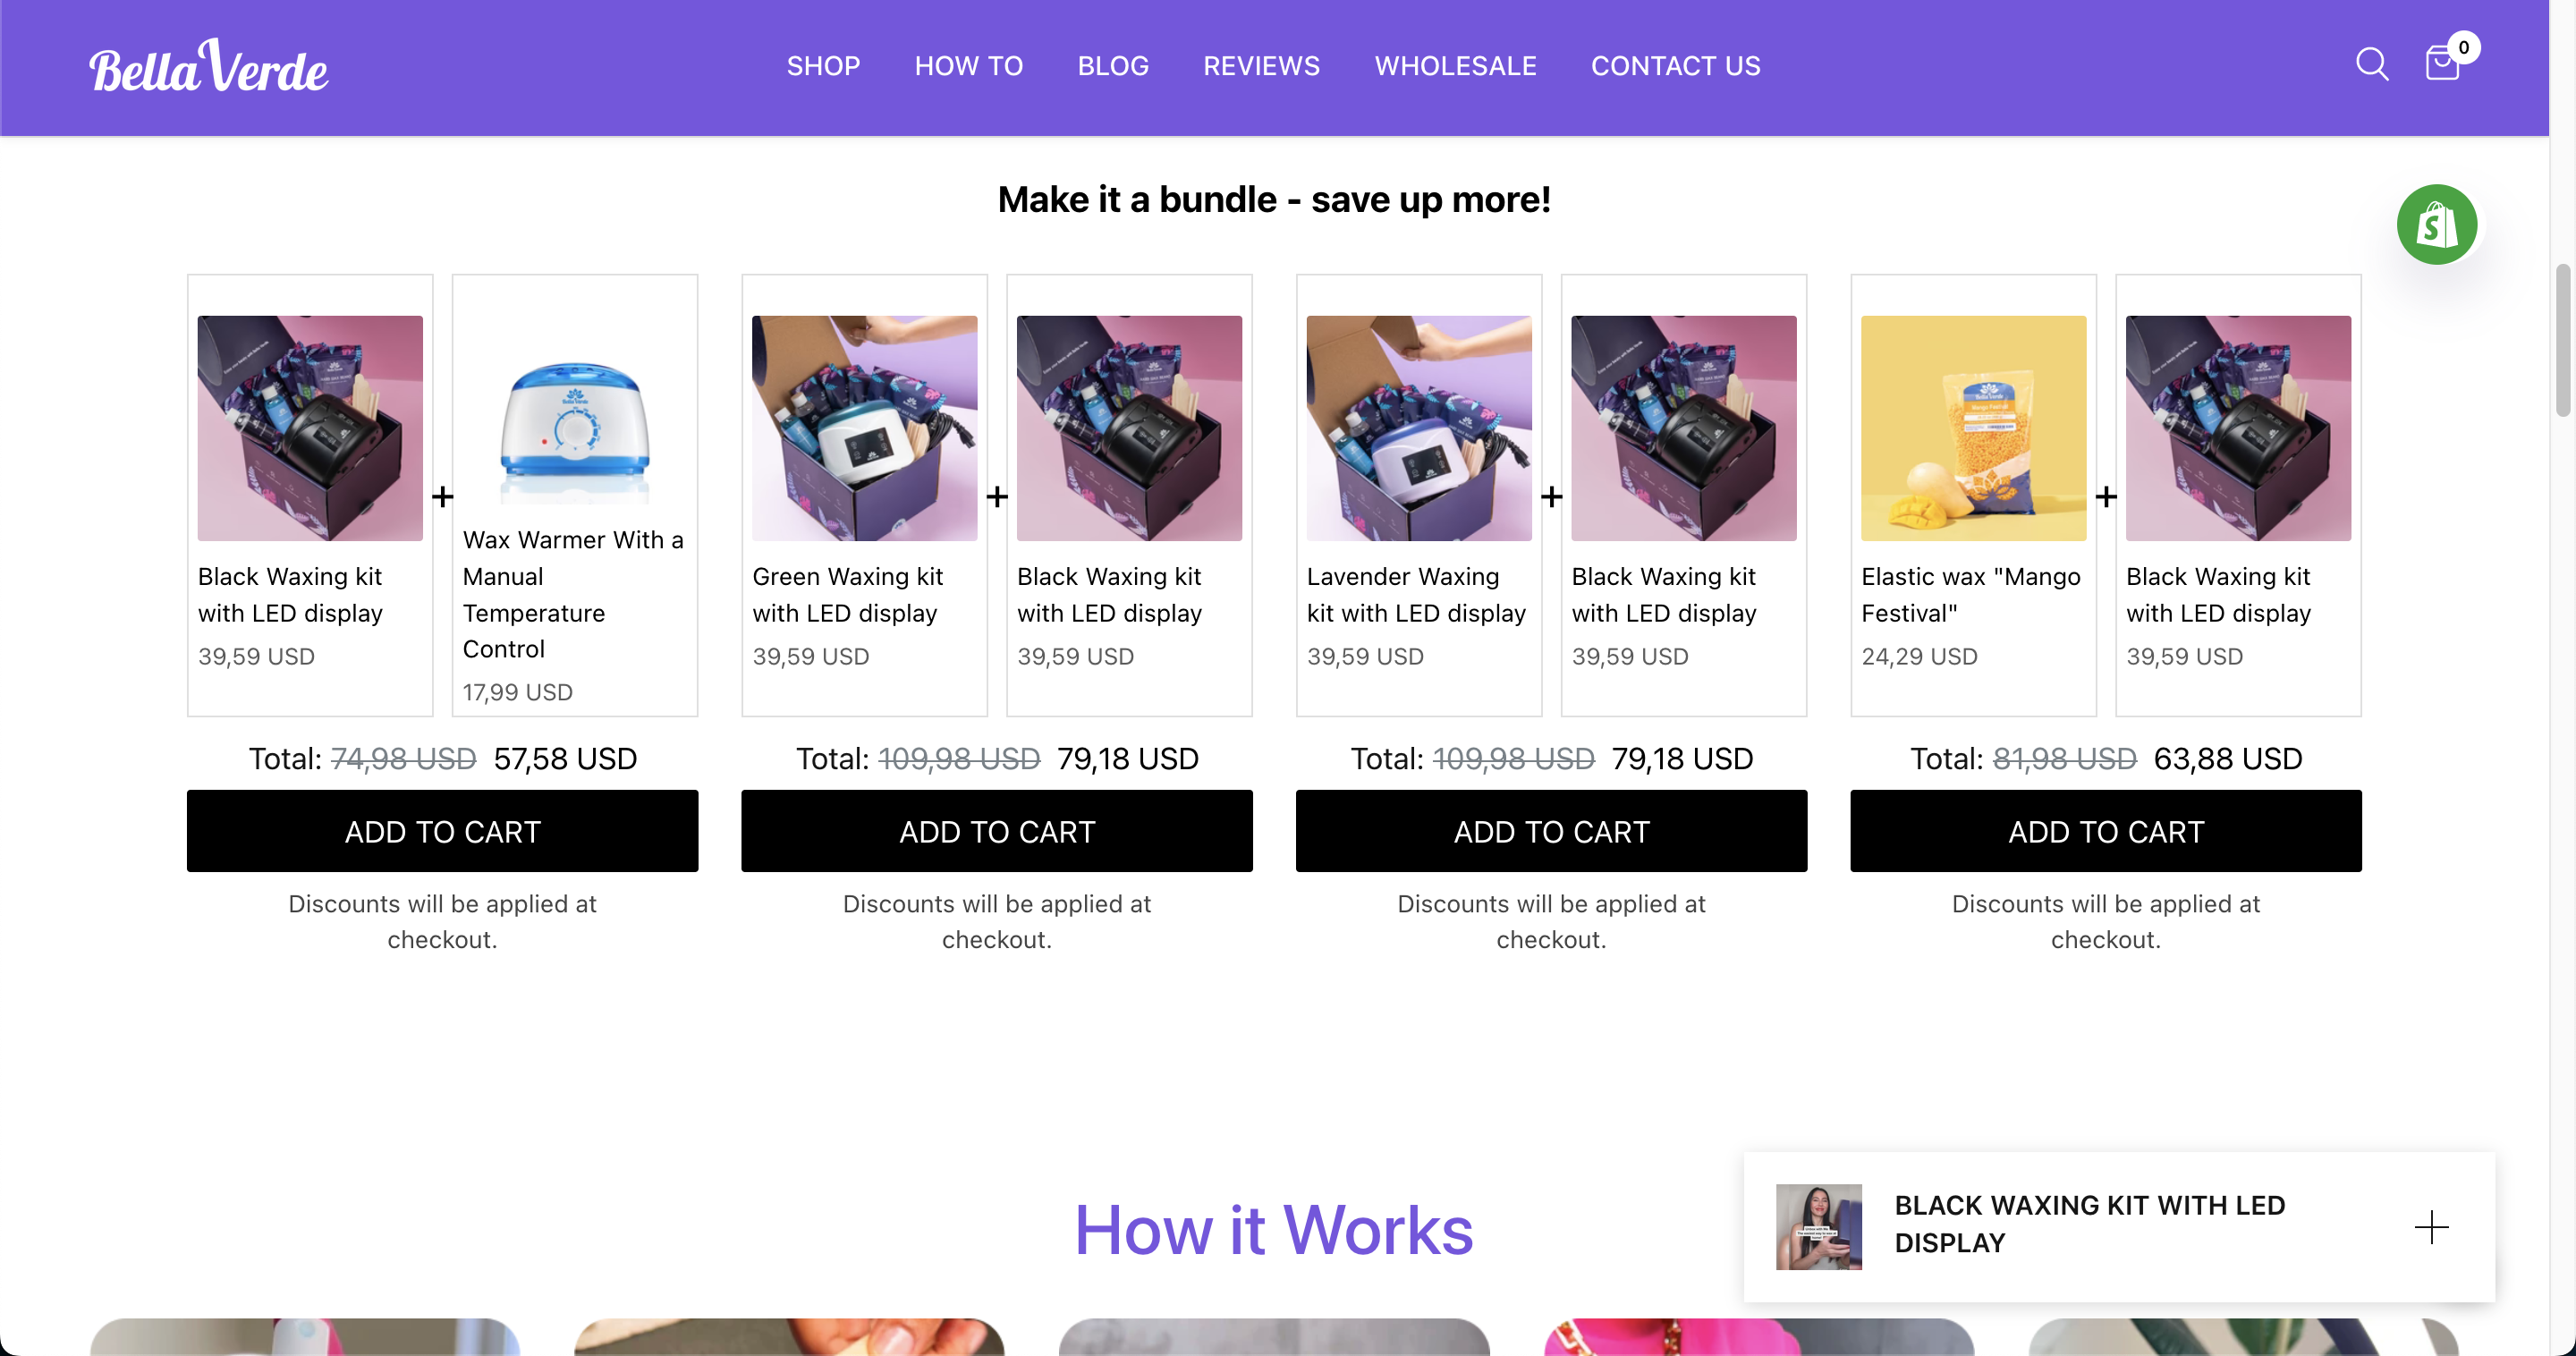 Bella Verde
SHOP HOW TO BLOG REVIEWS WHOLESALE CONTACT US
0
Make it a bundle - save up more!
Black Waxing kit
with LED display
39,59 USD
+
Wax Warmer With a
Manual
Temperature
Control
17,99 USD
Total: 74,98 USD 57,58 USD
ADD TO CART
Discounts will be applied at
checkout.
Green Waxing kit
with LED display
39,59 USD
+
Black Waxing kit
with LED display
39,59 USD
Total: 109,98 USD 79,18 USD
ADD TO CART
Discounts will be applied at
checkout.
Lavender Waxing
kit with LED display
39,59 USD
+
Black Waxing kit
with LED display
39,59 USD
Total: 109,98 USD 79,18 USD
ADD TO CART
Discounts will be applied at
checkout.
Elastic wax "Mango
Festival"
24,29 USD
+
Black Waxing kit
with LED display
39,59 USD
Total: 81,98 USD 63,88 USD
ADD TO CART
Discounts will be applied at
checkout.
How it Works
BLACK WAXING KIT WITH LED
DISPLAY